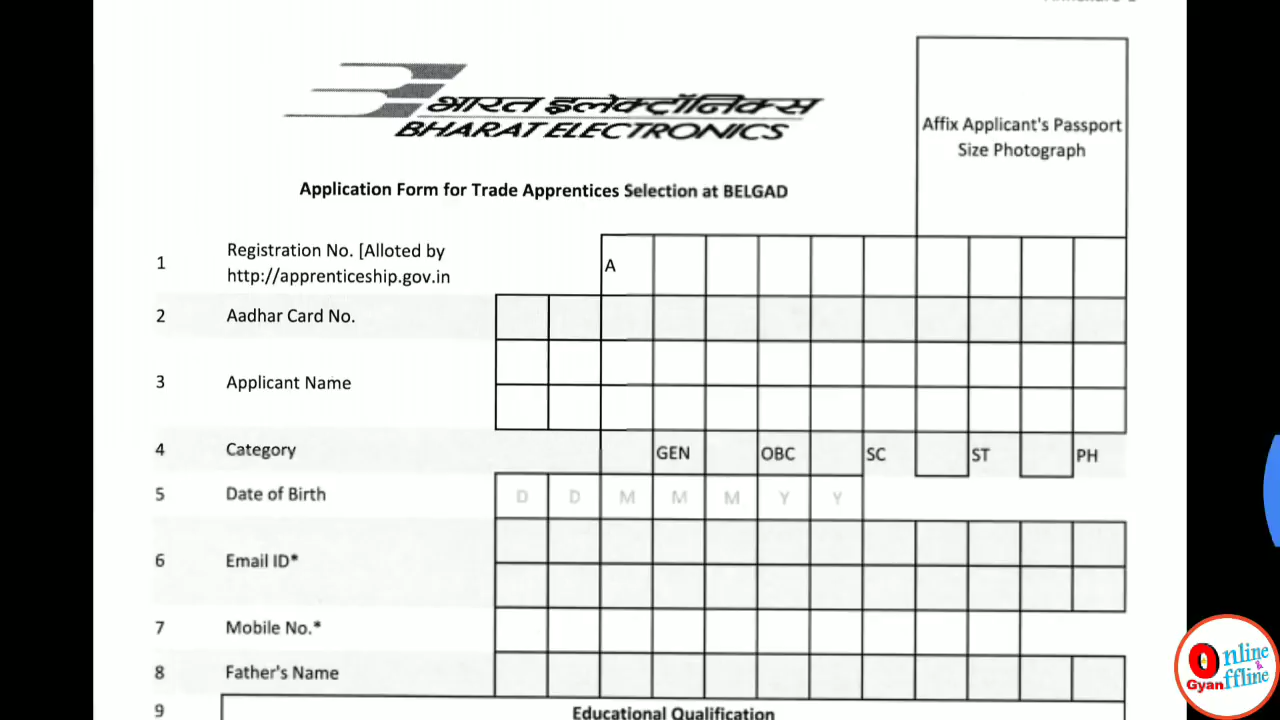 भारत इलेक्ट्रॉनिक्स
BHARAT ELECTRONICS
Affix Applicant's Passport
Size Photograph
Application Form for Trade Apprentices Selection at BELGAD
1 Registration No. [Alloted by
http://apprenticeship.gov.in A
2 Aadhar Card No.
3 Applicant Name
4 Category GEN OBC SC ST PH
5 Date of Birth D D M M M Y Y
6 Email ID*
7 Mobile No.*
8 Father's Name
9 Educational Qualification
Online
&
Gyan ffline